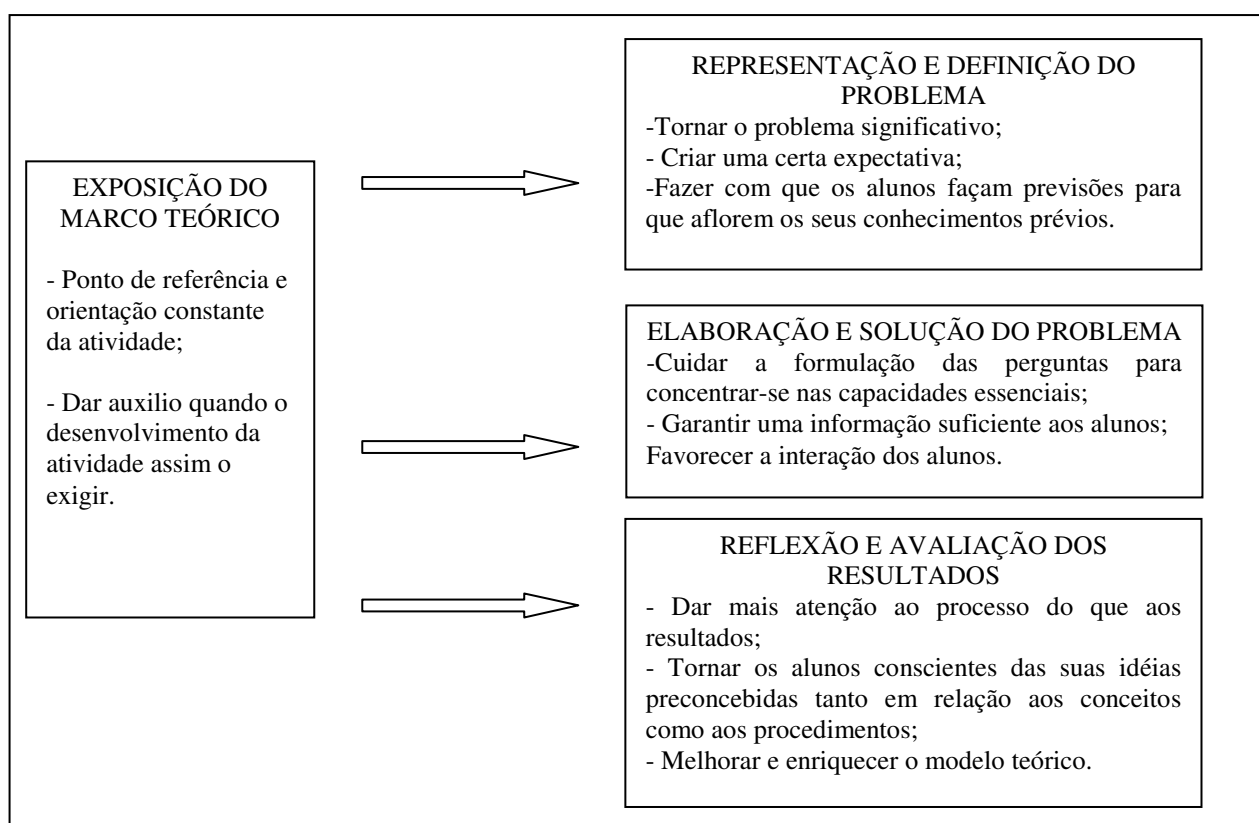 EXPOSIÇÃO DO
MARCO TEÓRICO
- Ponto de referência e
orientação constante
da atividade;
- Dar auxilio quando o
desenvolvimento da
atividade assim o
exigir.
REPRESENTAÇÃO E DEFINIÇÃO DO
PROBLEMA
-Tornar o problema significativo;
- Criar uma certa expectativa;
-Fazer com que os alunos façam previsões para
que aflorem os seus conhecimentos prévios.
ELABORAÇÃO E SOLUÇÃO DO PROBLEMA
-Cuidar a formulação das perguntas para
concentrar-se nas capacidades essenciais;
- Garantir uma informação suficiente aos alunos;
Favorecer a interação dos alunos.
REFLEXÃO E AVALIAÇÃO DOS
RESULTADOS
- Dar mais atenção ao processo do que aos
resultados;
- Tornar os alunos conscientes das suas idéias
preconcebidas tanto em relação aos conceitos
como aos procedimentos;
- Melhorar e enriquecer o modelo teórico.